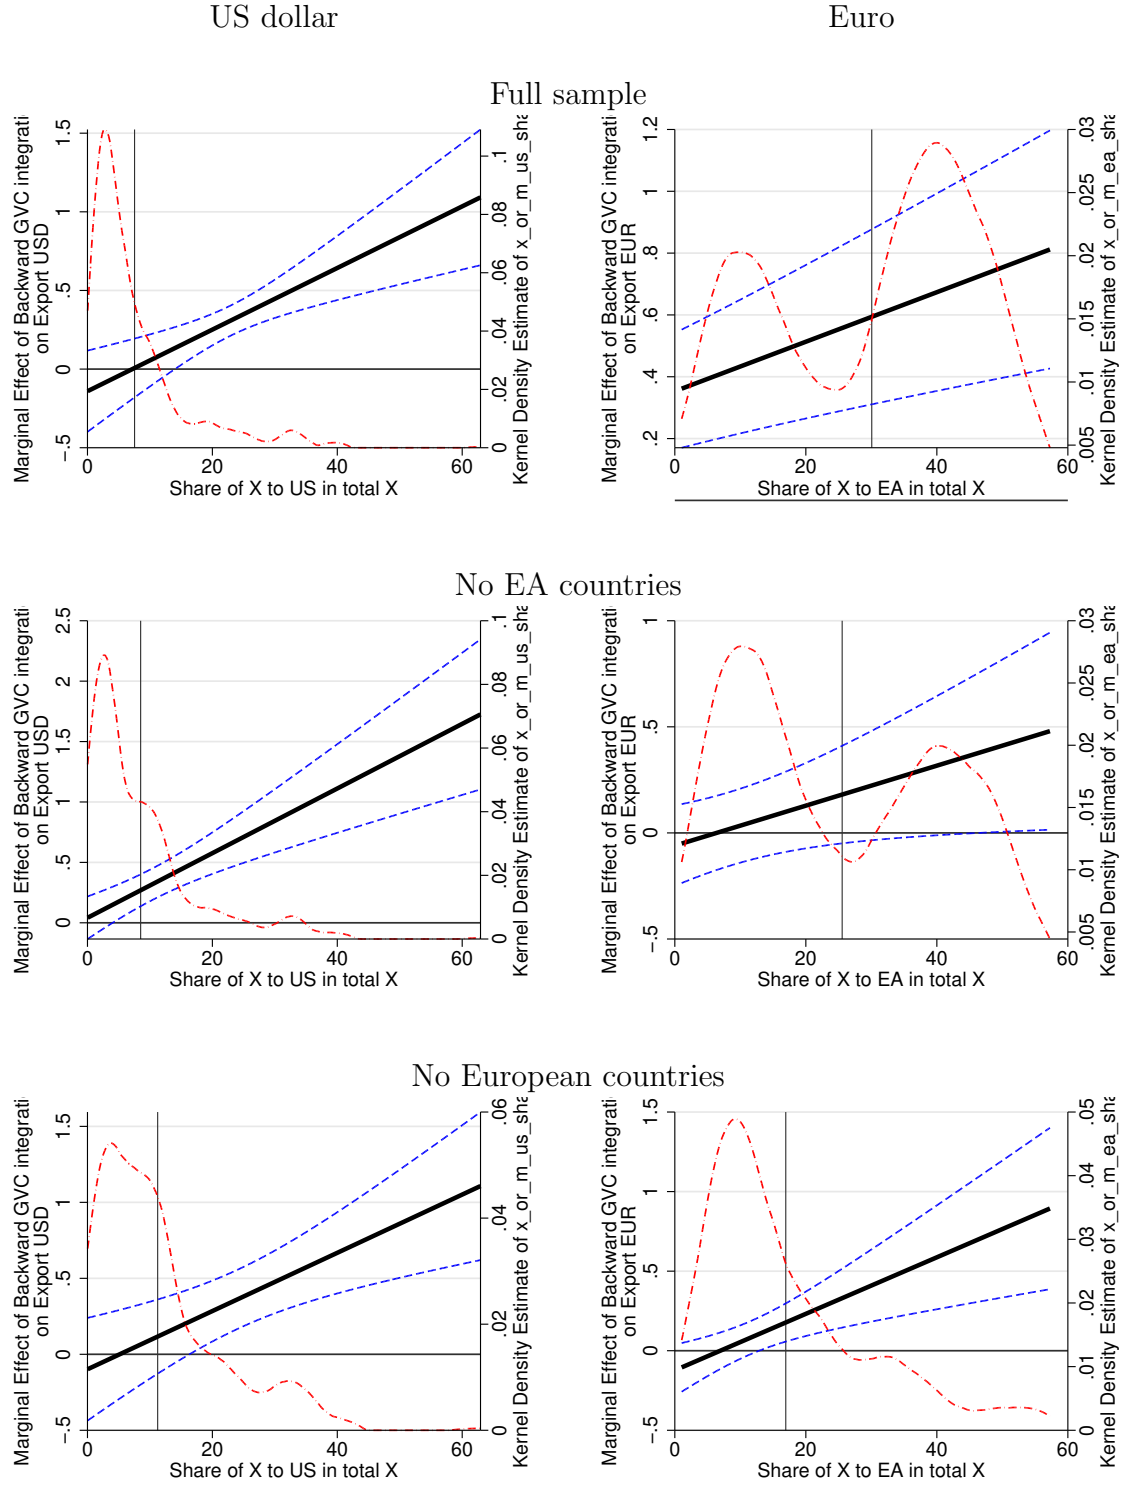 US dollar
Euro
Full sample
Marginal Effect of Backward GVC integrati
on Export USD
1.5
1
.5
0
-.5
.1
.08
.06
.04
.02
0
Kernel Density Estimate of x_or_m_us_sha
0 20 40 60
Share of X to US in total X
Marginal Effect of Backward GVC integrati
on Export EUR
1.2
1
.8
.6
.4
.2
.03
.025
.02
.015
.01
.005
Kernel Density Estimate of x_or_m_ea_sha
0 20 40 60
Share of X to EA in total X
No EA countries
Marginal Effect of Backward GVC integrati
on Export USD
2.5
2
1.5
1
.5
0
.1
.08
.06
.04
.02
0
Kernel Density Estimate of x_or_m_us_sha
0 20 40 60
Share of X to US in total X
Marginal Effect of Backward GVC integrati
on Export EUR
1
.5
0
-.5
.03
.025
.02
.015
.01
.005
Kernel Density Estimate of x_or_m_ea_sha
0 20 40 60
Share of X to EA in total X
No European countries
Marginal Effect of Backward GVC integrati
on Export USD
1.5
1
.5
0
-.5
.06
.04
.02
0
Kernel Density Estimate of x_or_m_us_sha
0 20 40 60
Share of X to US in total X
Marginal Effect of Backward GVC integrati
on Export EUR
1.5
1
.5
0
-.5
.05
.04
.03
.02
.01
0
Kernel Density Estimate of x_or_m_ea_sha
0 20 40 60
Share of X to EA in total X